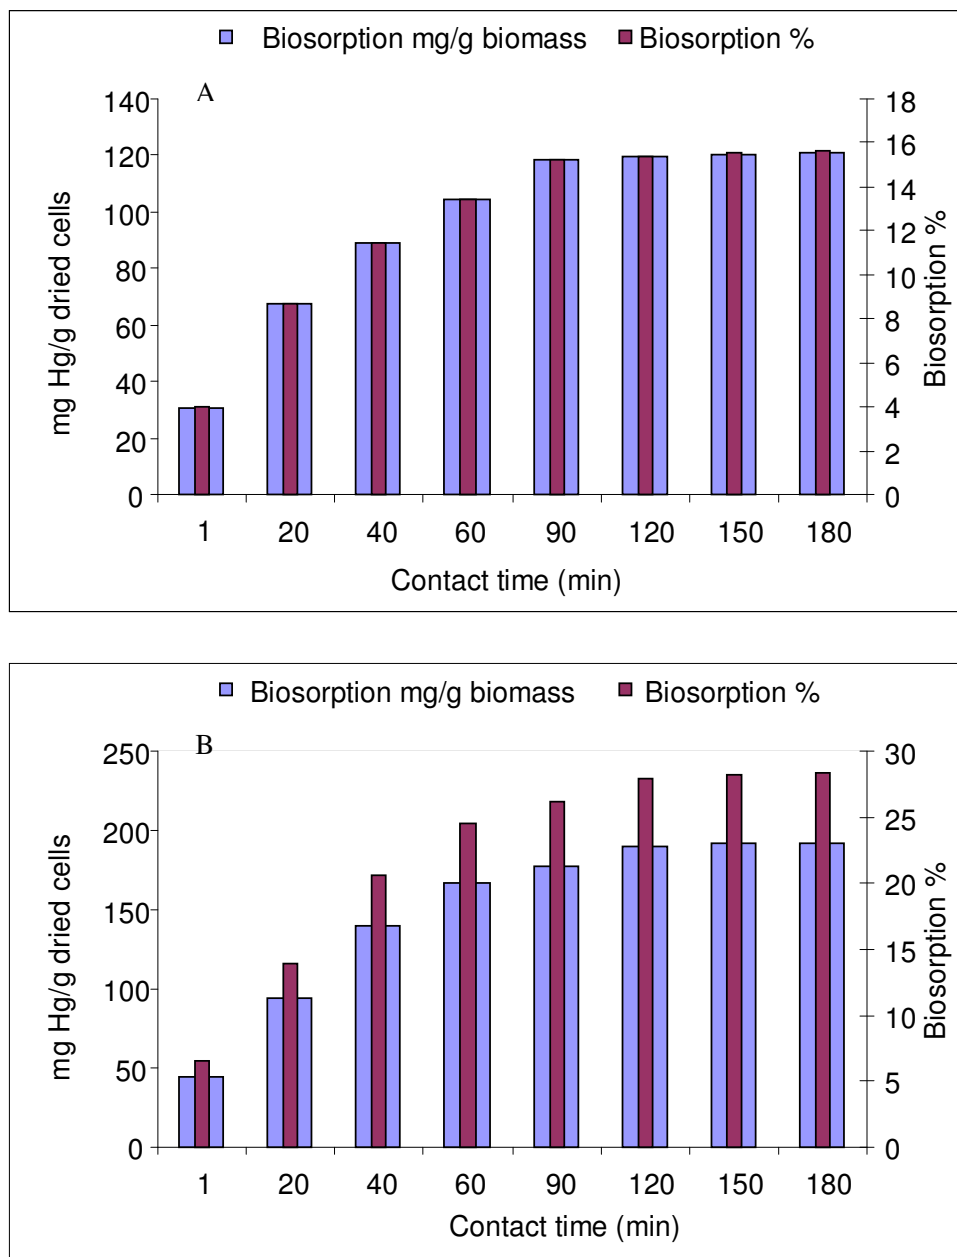 Biosorption mg/g biomass Biosorption %
A
140 18
120 16
100 14
80 12
60 10
40 8
20 6
0 4
2
0
mg Hg/g dried cells
Biosorption %
1 20 40 60 90 120 150 180
Contact time (min)
Biosorption mg/g biomass Biosorption %
B
250 30
200 25
150 20
100 15
50 10
0 5
0
mg Hg/g dried cells
Biosorption %
1 20 40 60 90 120 150 180
Contact time (min)